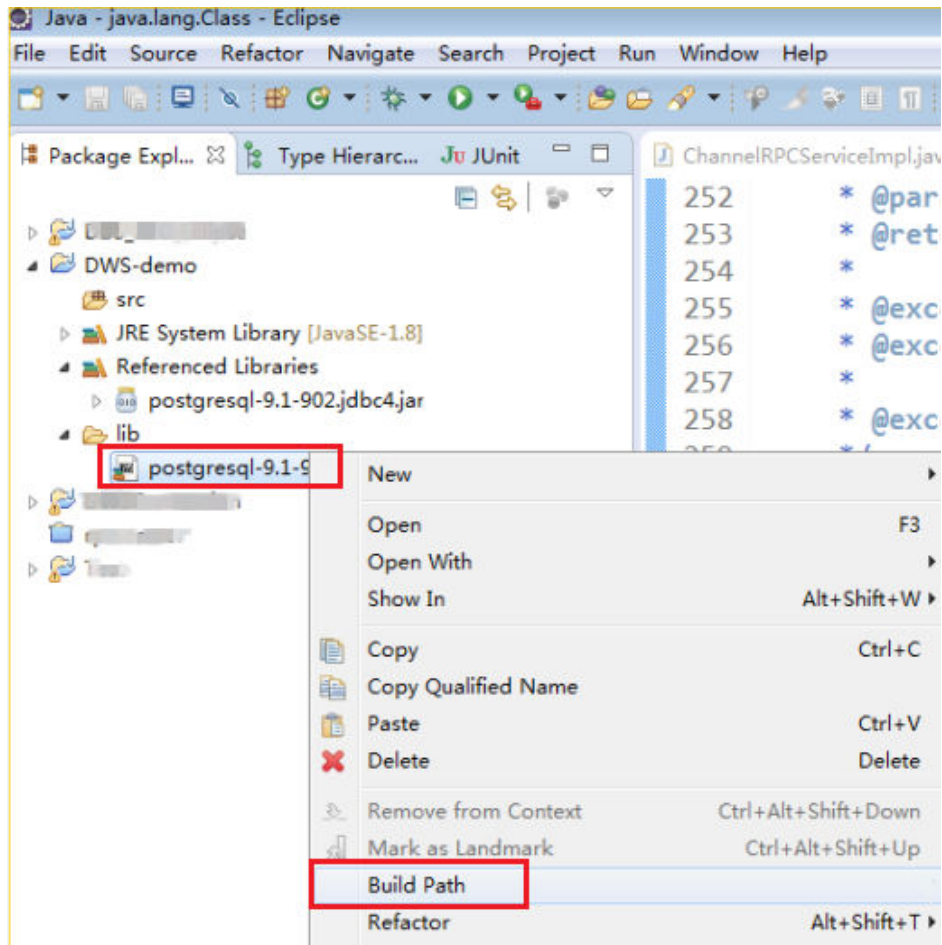 Java - java.lang.Class - Eclipse
File Edit Source Refactor Navigate Search Project Run Window Help
Package Expl... Type Hierarc... Ju JUnit
ChannelRPCServiceImpl.jav
252 * @par
253 * @ret
254 *
DWS-demo
src
255 * @exc
JRE System Library [JavaSE-1.8]
256 * @exc
Referenced Libraries
257 *
postgresql-9.1-902.jdbc4.jar
258 * @exc
lib
postgresql-9.1-9
New
Open F3
Open With
Show In Alt+Shift+W
Copy Ctrl+C
Copy Qualified Name
Paste Ctrl+V
Delete Delete
Remove from Context Ctrl+Alt+Shift+Down
Mark as Landmark Ctrl+Alt+Shift+Up
Build Path
Refactor Alt+Shift+T